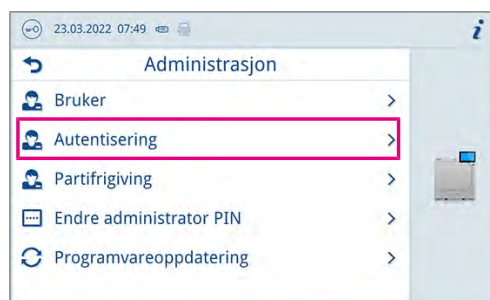 23.03.2022 07:49
Administrasjon
Bruker
Autentisering
Partifrigiving
Endre administrator PIN
Programvareoppdatering